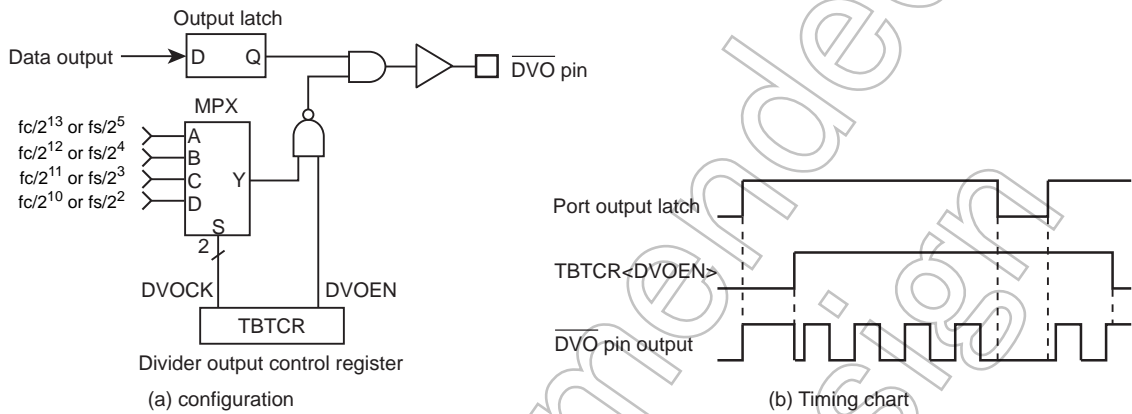 Output latch
Data output
D Q
DVO pin
MPX
fc/2^13 or fs/2^5
A
fc/2^12 or fs/2^4
B
fc/2^11 or fs/2^3
C
Y
fc/2^10 or fs/2^2
D
S
2
DVOCK
DVOEN
TBTCR
Divider output control register
(a) configuration
Port output latch
TBTCR<DVOEN>
DVO pin output
(b) Timing chart